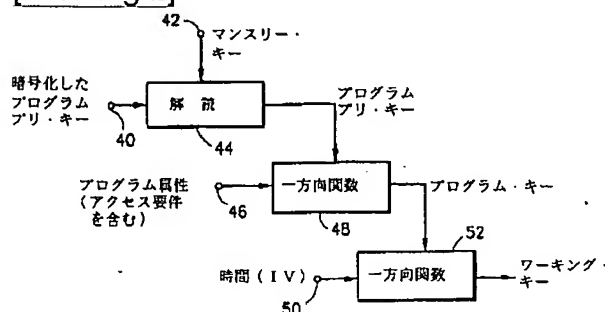 42
マンスリー・
キー
暗号化した
プログラム
プリ・キー
40
解読
44
プログラム
プリ・キー
プログラム属性
(アクセス要件
を含む)
46
一方向関数
48
プログラム・キー
52
時間(IV)
50
一方向関数
ワーキング・
キー